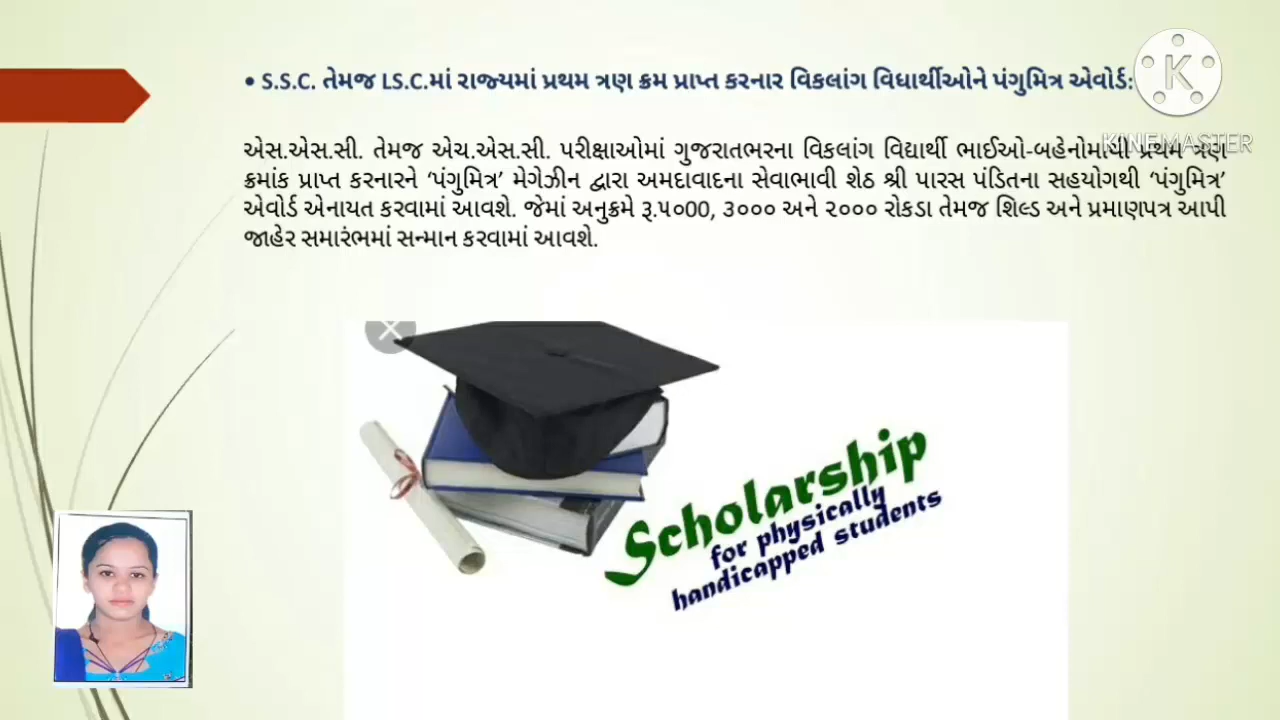 • S.S.C. તેમજ I.S.C.માં રાજ્યમાં પ્રથમ ત્રણ ક્રમ પ્રાપ્ત કરનાર વિકલાંગ વિધાર્થીઓને પંગુમિત્ર એવોર્ડ:
K
KINEMASTER
એસ.એસ.સી. તેમજ એચ.એસ.સી. પરીક્ષાઓમાં ગુજરાતભરના વિકલાંગ વિદ્યાર્થી ભાઈઓ-બહેનોમાંથી પ્રથમ ત્રણ
ક્રમાંક પ્રાપ્ત કરનારને ‘પંગુમિત્ર’ મેગેઝીન દ્વારા અમદાવાદના સેવાભાવી શેઠ શ્રી પારસ પંડિતના સહયોગથી ‘પંગુમિત્ર’
એવોર્ડ એનાયત કરવામાં આવશે. જેમાં અનુક્રમે રૂ.૫૦00, ૩૦૦૦ અને ૨૦૦૦ રોકડા તેમજ શિલ્ડ અને પ્રમાણપત્ર આપી
જાહેર સમારંભમાં સન્માન કરવામાં આવશે.
Scholarship
for physically
handicapped students